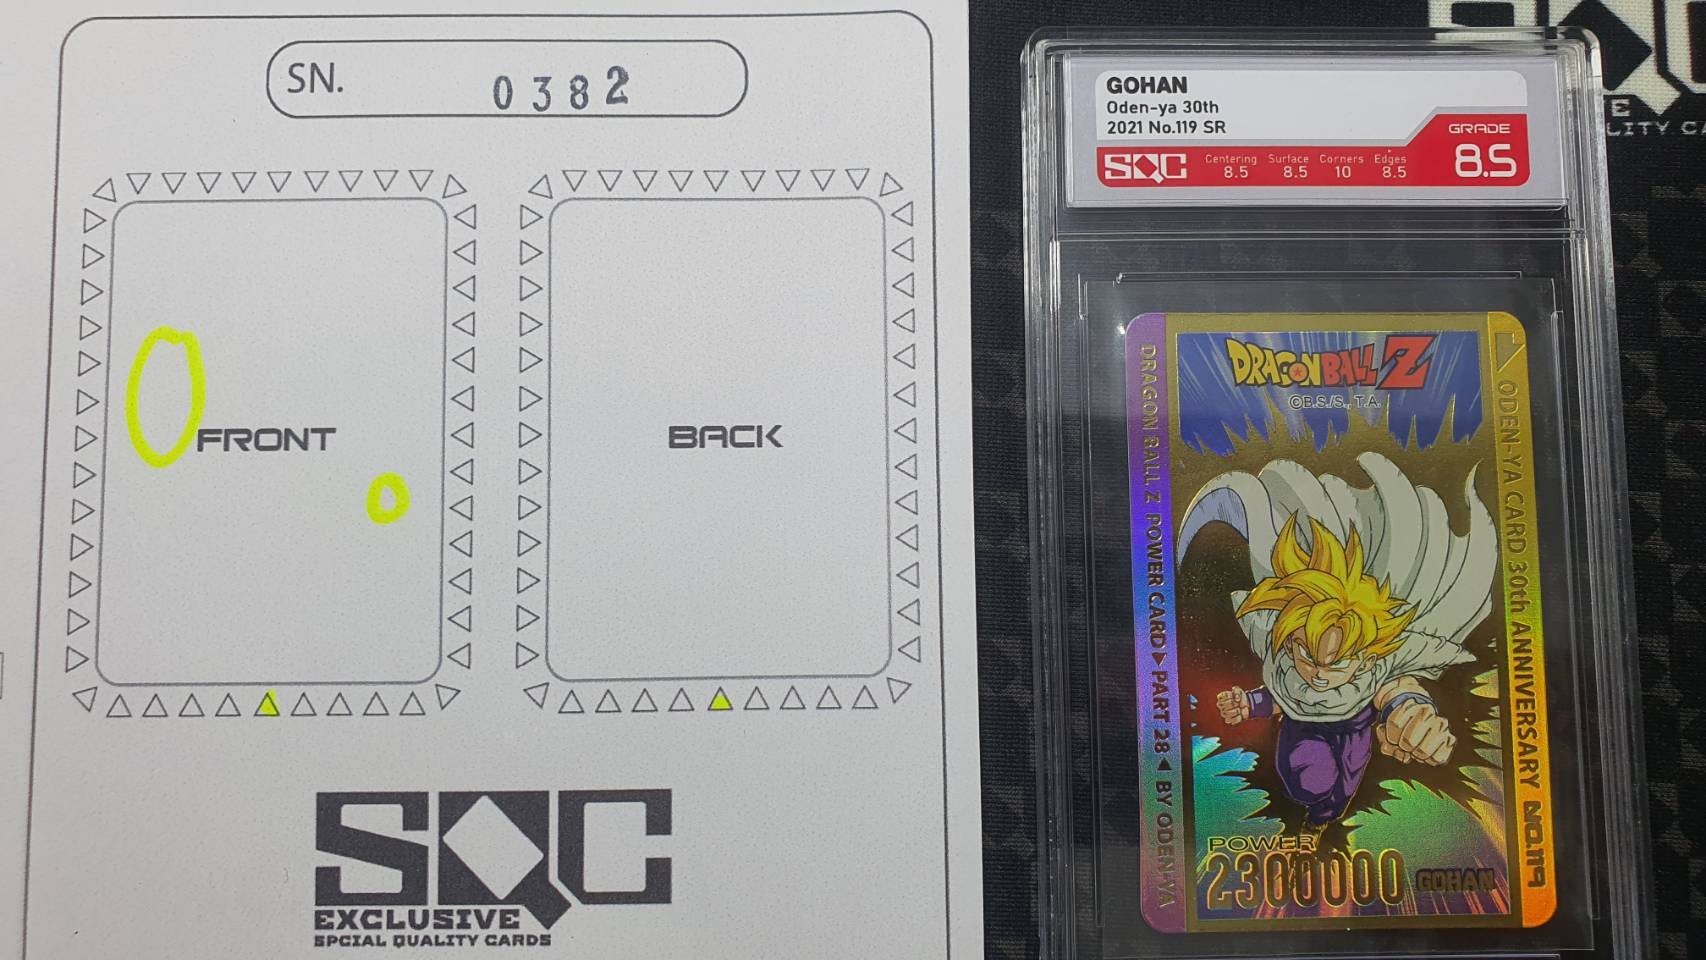 SN. 0382
FRONT
BACK
SQC
EXCLUSIVE
SPCIAL QUALITY CARDS
GOHAN
Oden-ya 30th
2021 No.119 SR
GRADE
8.5
SQC
Centering Surface Corners Edges
8.5 8.5 10 8.5
DRAGON BALL Z
©B.S./S., T.A.
DRAGON BALL Z POWER CARD▶PART 28◀BY ODEN-YA
ODEN-YA CARD 30th ANNIVERSARY NO.119
POWER
2300000
GOHAN